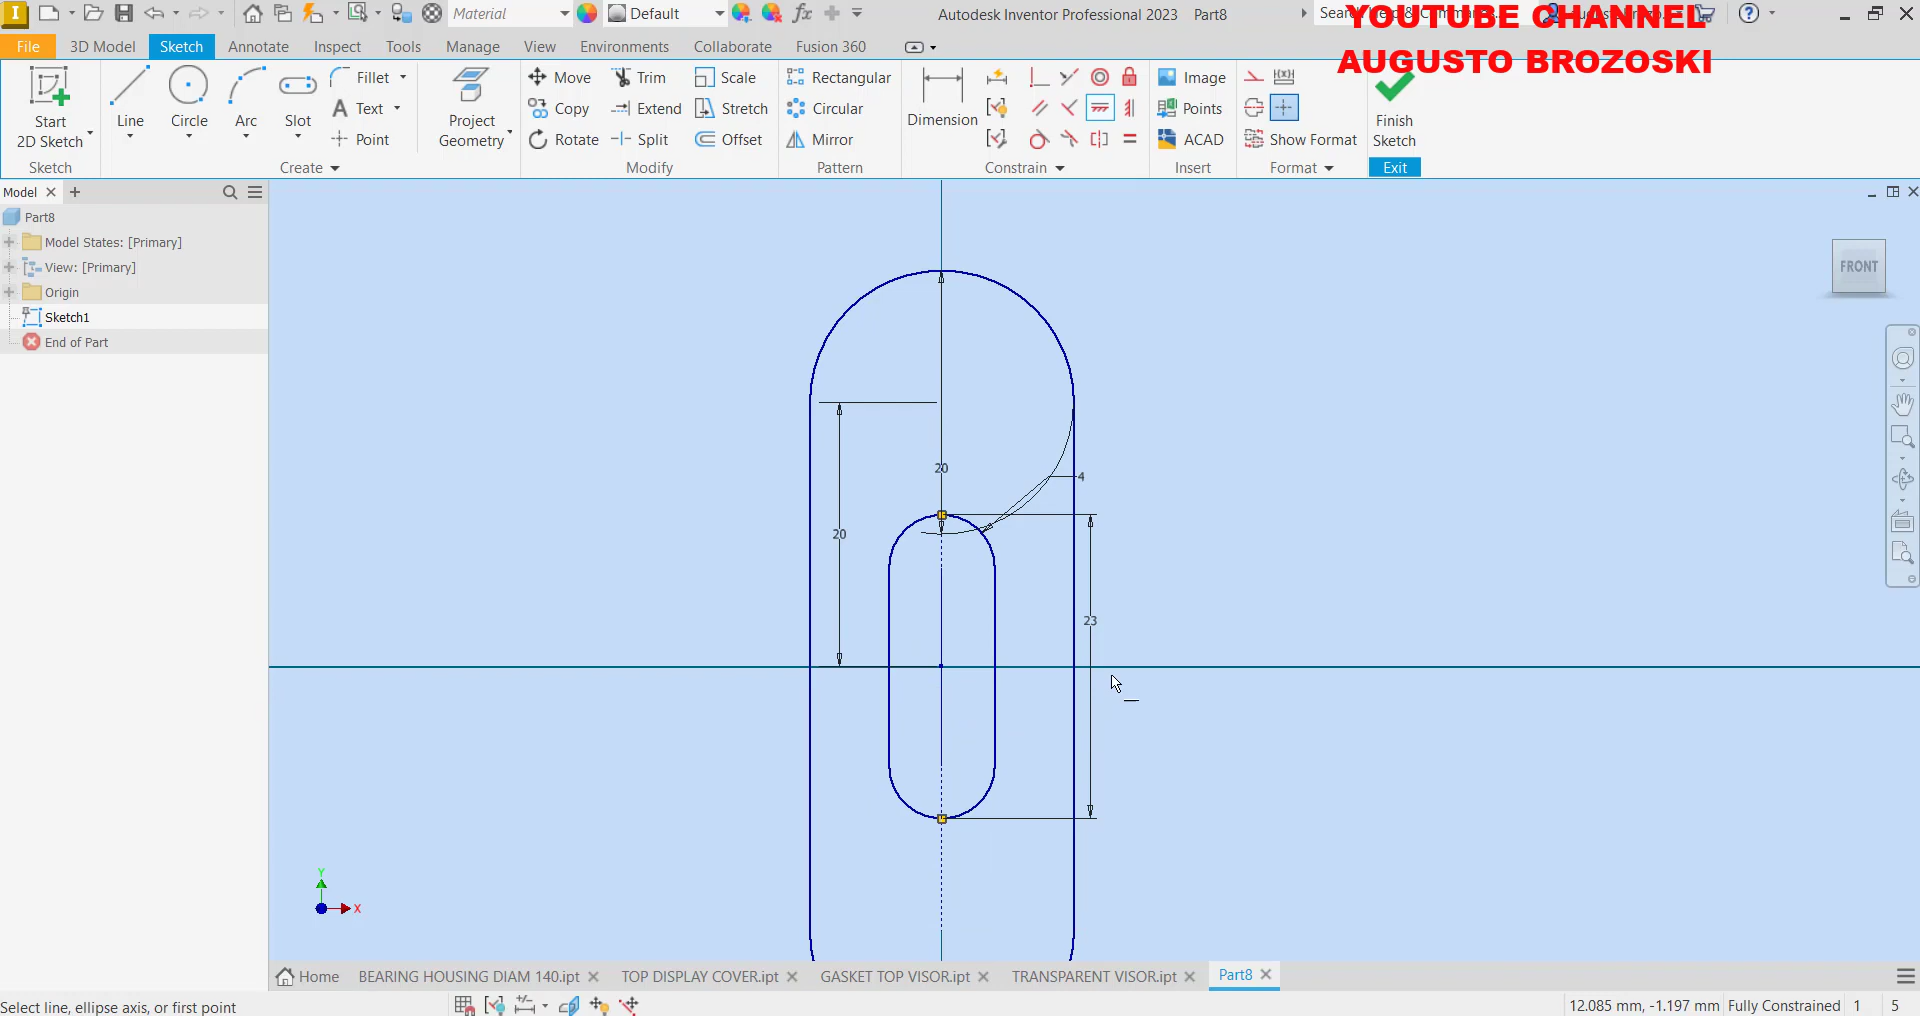 Material
Default
fx
Autodesk Inventor Professional 2023 Part8
YOUTUBE CHANNEL
AUGUSTO BROZOSKI
File
3D Model
Sketch
Annotate
Inspect
Tools
Manage
View
Environments
Collaborate
Fusion 360
Start
2D Sketch
Line
Circle
Arc
Slot
Fillet
Text
Point
Project
Geometry
Move
Copy
Rotate
Trim
Extend
Split
Scale
Stretch
Offset
Rectangular
Circular
Mirror
Dimension
Image
Points
ACAD
Show Format
Finish
Sketch
Sketch
Create
Modify
Pattern
Constrain
Insert
Format
Exit
Model
Part8
Model States: [Primary]
View: [Primary]
Origin
Sketch1
End of Part
FRONT
20
4
20
23
Y
X
Home
BEARING HOUSING DIAM 140.ipt
TOP DISPLAY COVER.ipt
GASKET TOP VISOR.ipt
TRANSPARENT VISOR.ipt
Part8
Select line, ellipse axis, or first point
12.085 mm, -1.197 mm Fully Constrained 1 5